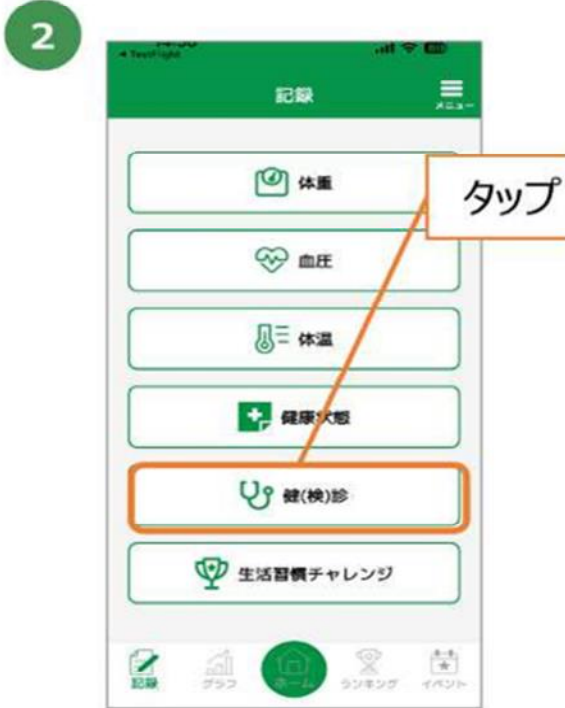 2
◀ TestFlight
記録
メニュー
タップ
体重
血圧
体温
健康状態
健(検)診
生活習慣チャレンジ
記録
グラフ
ホーム
ランキング
イベント